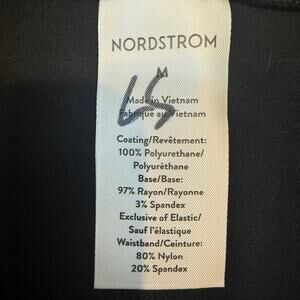 NORDSTROM
M
Made in Vietnam
Fabriqué au Vietnam
Coating/Revêtement:
100% Polyurethane/
Polyuréthane
Base/Base:
97% Rayon/Rayonne
3% Spandex
Exclusive of Elastic/
Sauf l'élastique
Waistband/Ceinture:
80% Nylon
20% Spandex